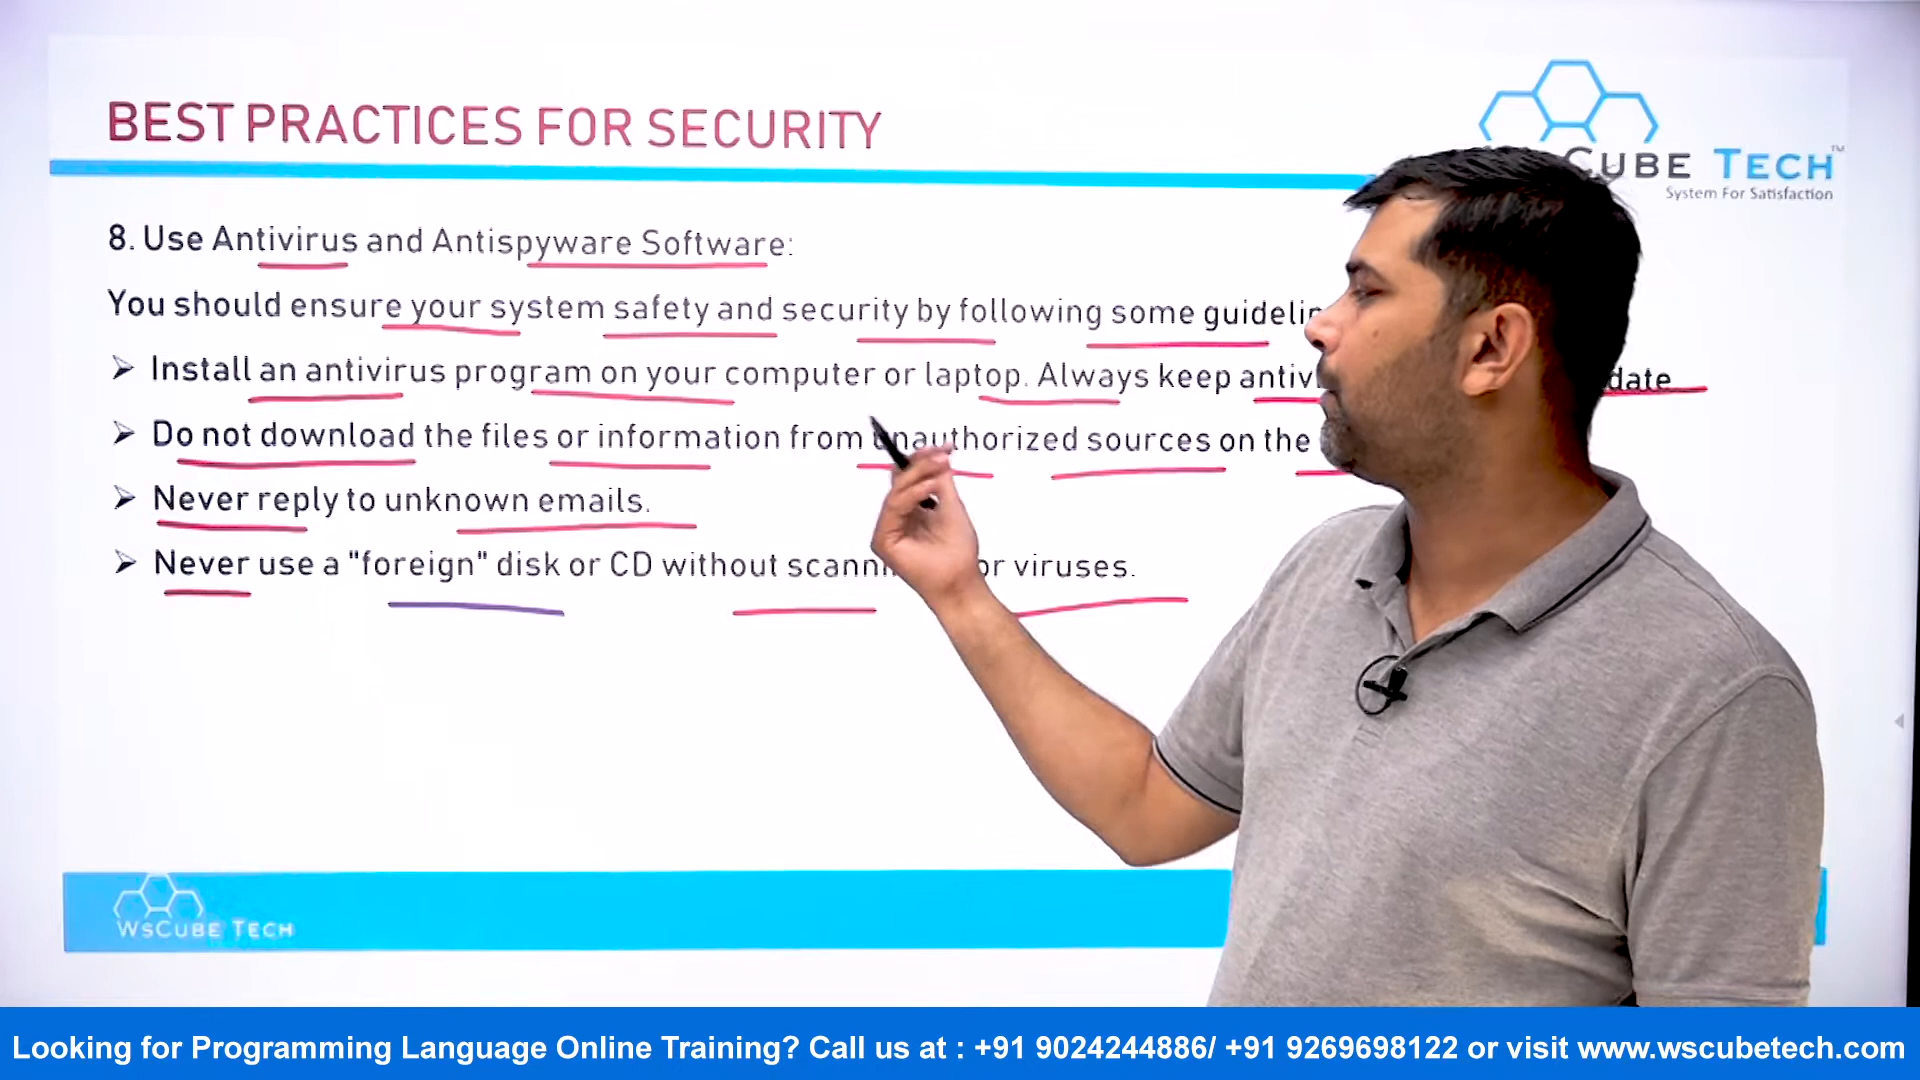 BEST PRACTICES FOR SECURITY
CUBE TECH™
System For Satisfaction
8. Use Antivirus and Antispyware Software:
You should ensure your system safety and security by following some
➢ Install an antivirus program on your computer or laptop. Always keep
➢ Do not download the files or information from unauthorized sources on the
➢ Never reply to unknown emails.
➢ Never use a "foreign" disk or CD without viruses.
WSCUBE TECH
Looking for Programming Language Online Training? Call us at : +91 9024244886/ +91 9269698122 or visit www.wscubetech.com